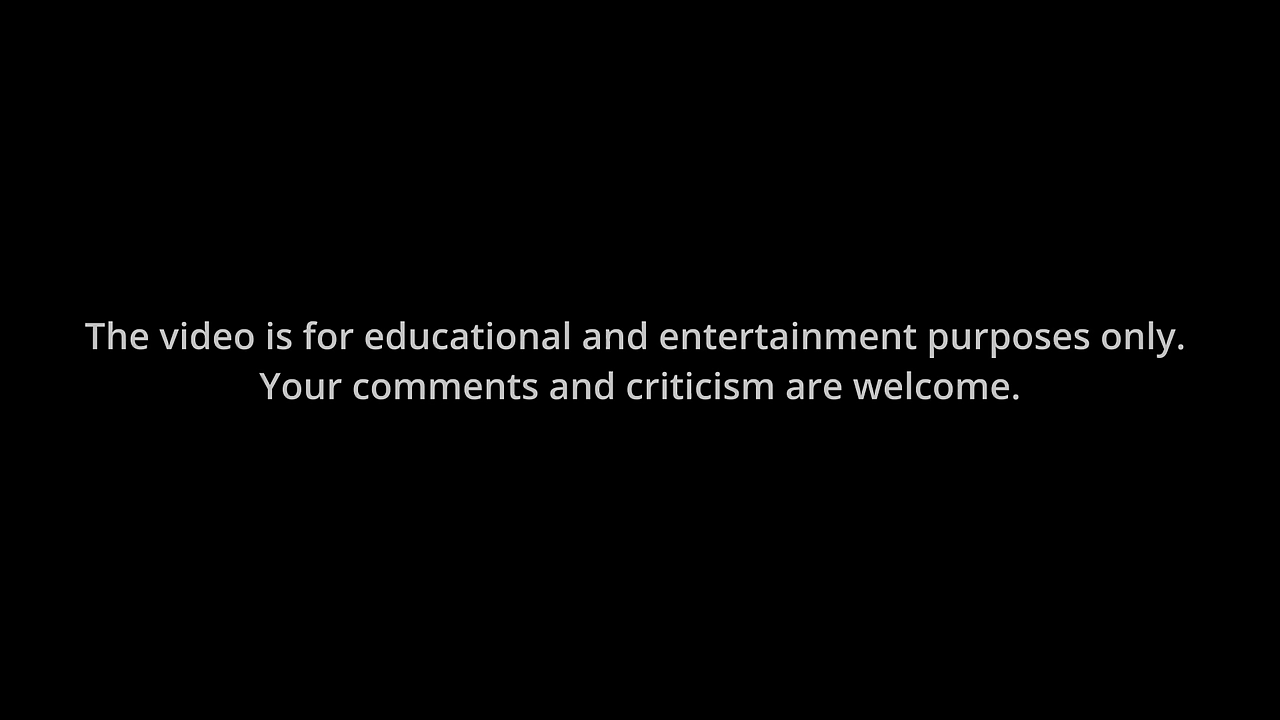 The video is for educational and entertainment purposes only.
Your comments and criticism are welcome.